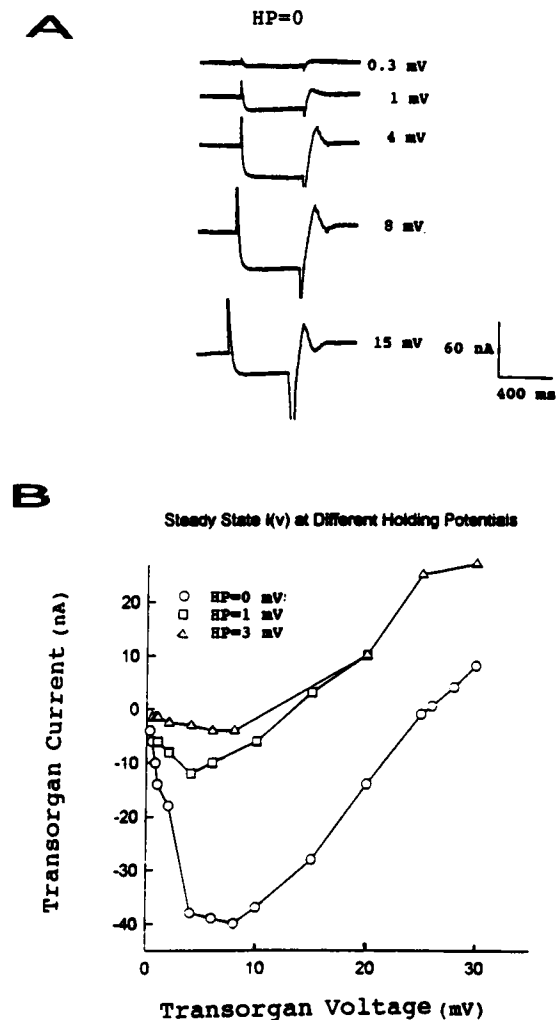 A
HP=0
0.3 mV
1 mV
4 mV
8 mV
15 mV
60 nA
400 ms
B
Steady State I(v) at Different Holding Potentials
HP=0 mV:
HP=1 mV
HP=3 mV
Transorgan Current (nA)
20
10
0
-10
-20
-30
-40
0
10
20
30
Transorgan Voltage (mV)